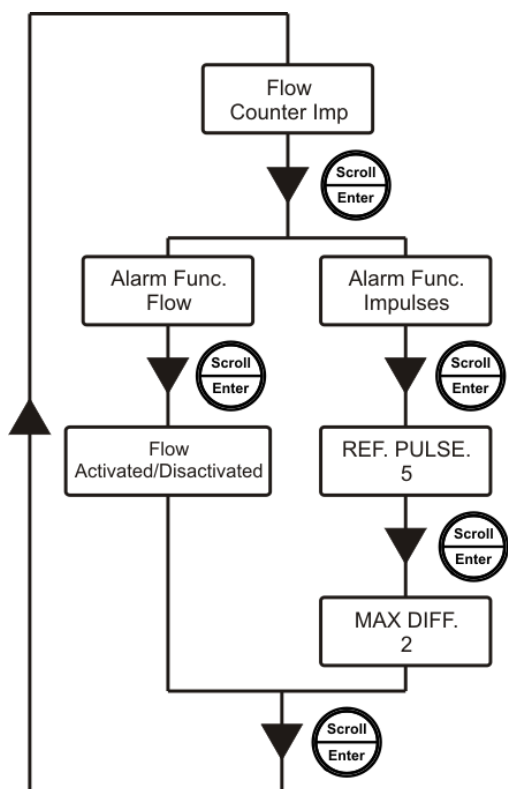 Flow
Counter Imp
Scroll
Enter
Alarm Func.
Flow
Alarm Func.
Impulses
Scroll
Enter
Scroll
Enter
Flow
Activated/Disactivated
REF. PULSE.
5
Scroll
Enter
MAX DIFF.
2
Scroll
Enter